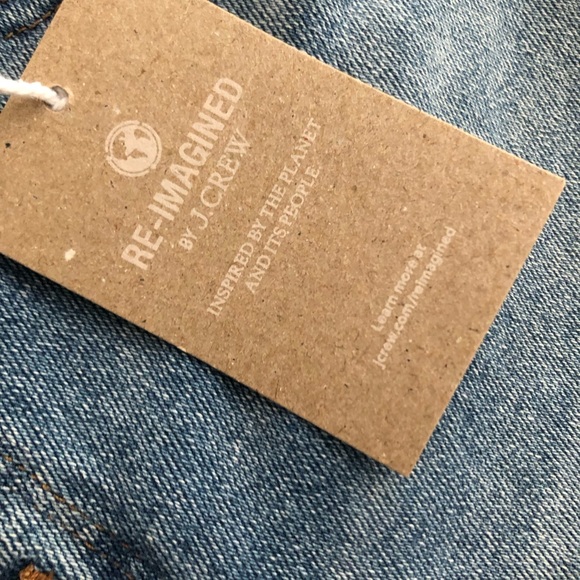 RE-IMAGINED
BY J.CREW
INSPIRED BY THE PLANET
AND ITS PEOPLE.
Learn more at
jcrew.com/reimagined